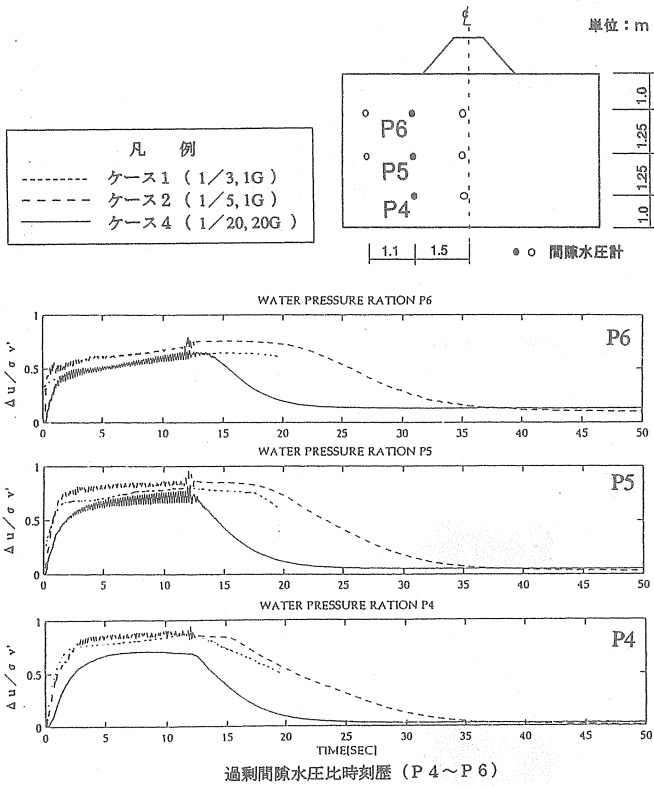 ℄
単位：m
凡 例
ケース1 ( 1／3, 1G )
ケース2 ( 1／5, 1G )
ケース4 ( 1／20, 20G )
P6
P5
P4
1.0
1.25
1.25
1.0
1.1 1.5
● ○ 間隙水圧計
WATER PRESSURE RATION P6
P6
Δu／σv'
1
0.5
0
0 5 10 15 20 25 30 35 40 45 50
WATER PRESSURE RATION P5
P5
Δu／σv'
1
0.5
0
0 5 10 15 20 25 30 35 40 45 50
WATER PRESSURE RATION P4
P4
Δu／σv'
1
0.5
0
0 5 10 15 20 25 30 35 40 45 50
TIME[SEC]
過剰間隙水圧比時刻歴（P4～P6）